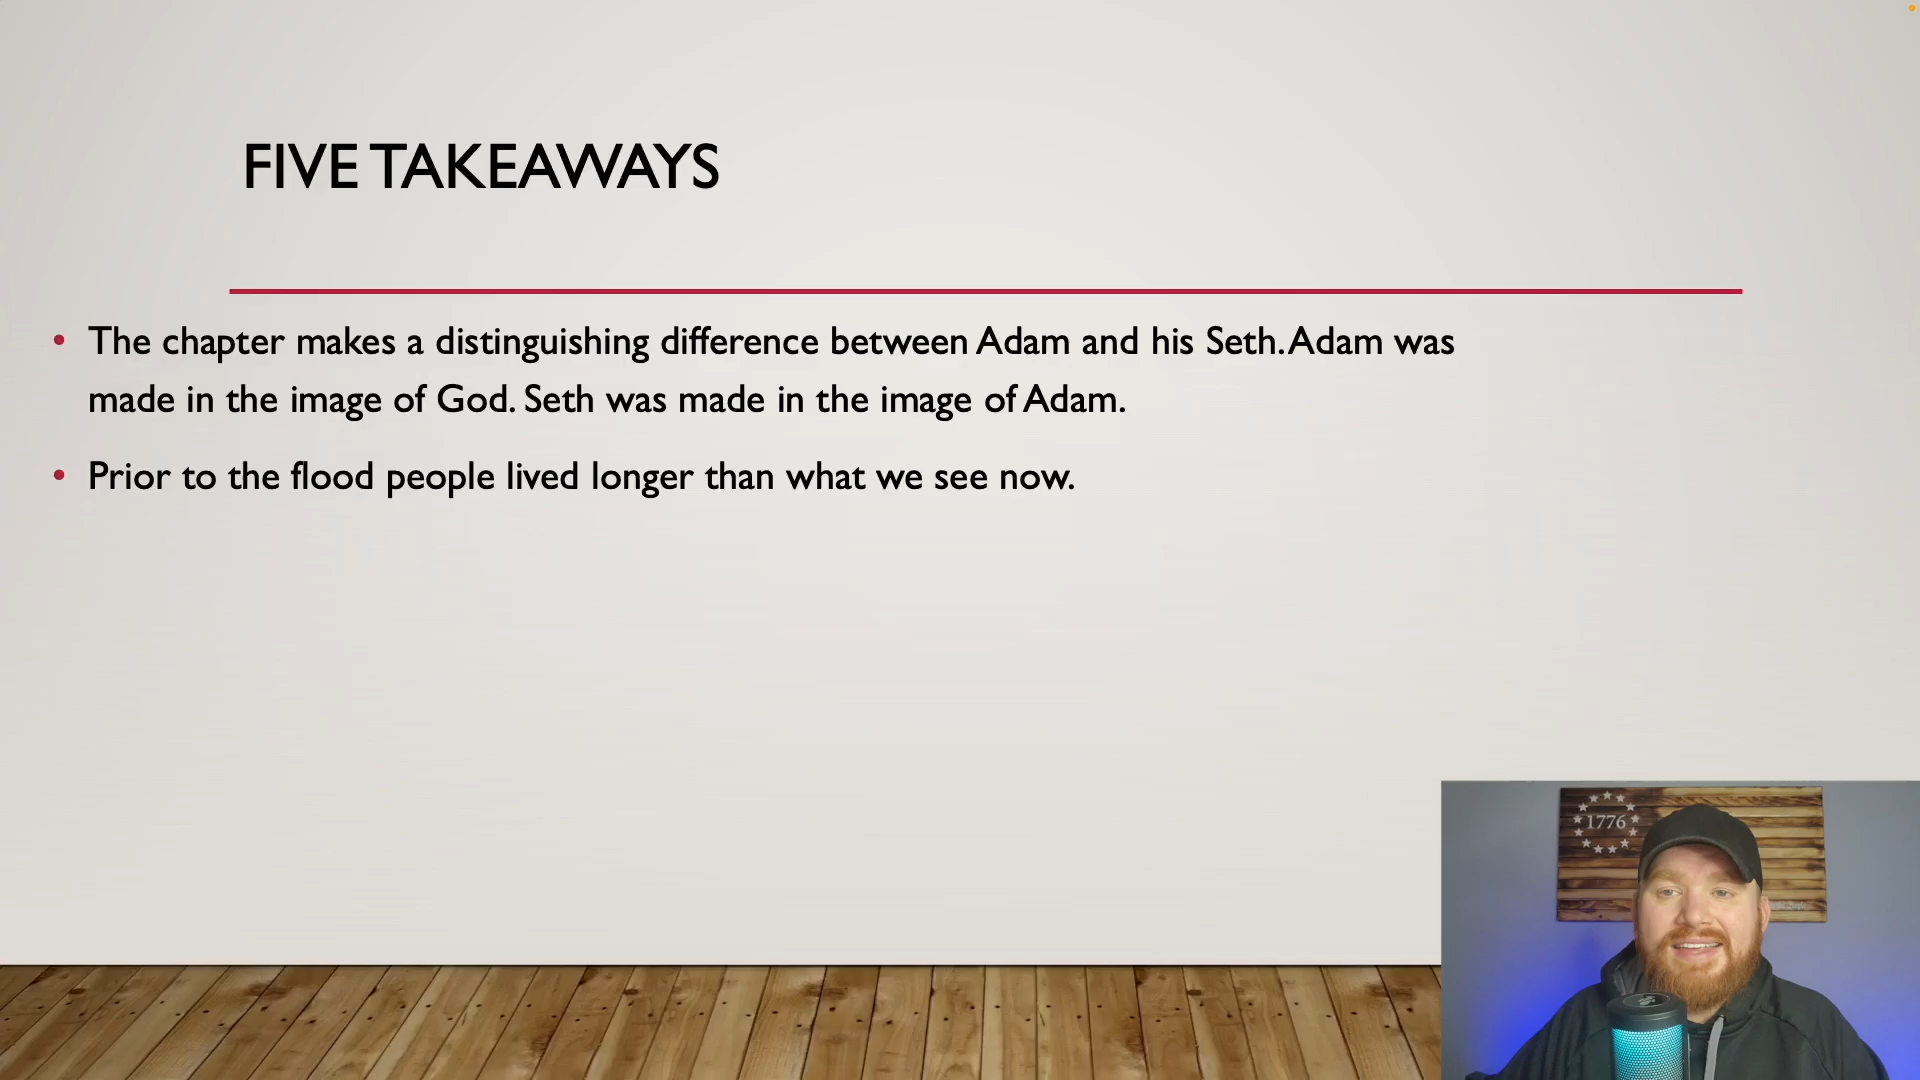 FIVE TAKEAWAYS
• The chapter makes a distinguishing difference between Adam and his Seth. Adam was
made in the image of God. Seth was made in the image of Adam.
• Prior to the flood people lived longer than what we see now.
1776